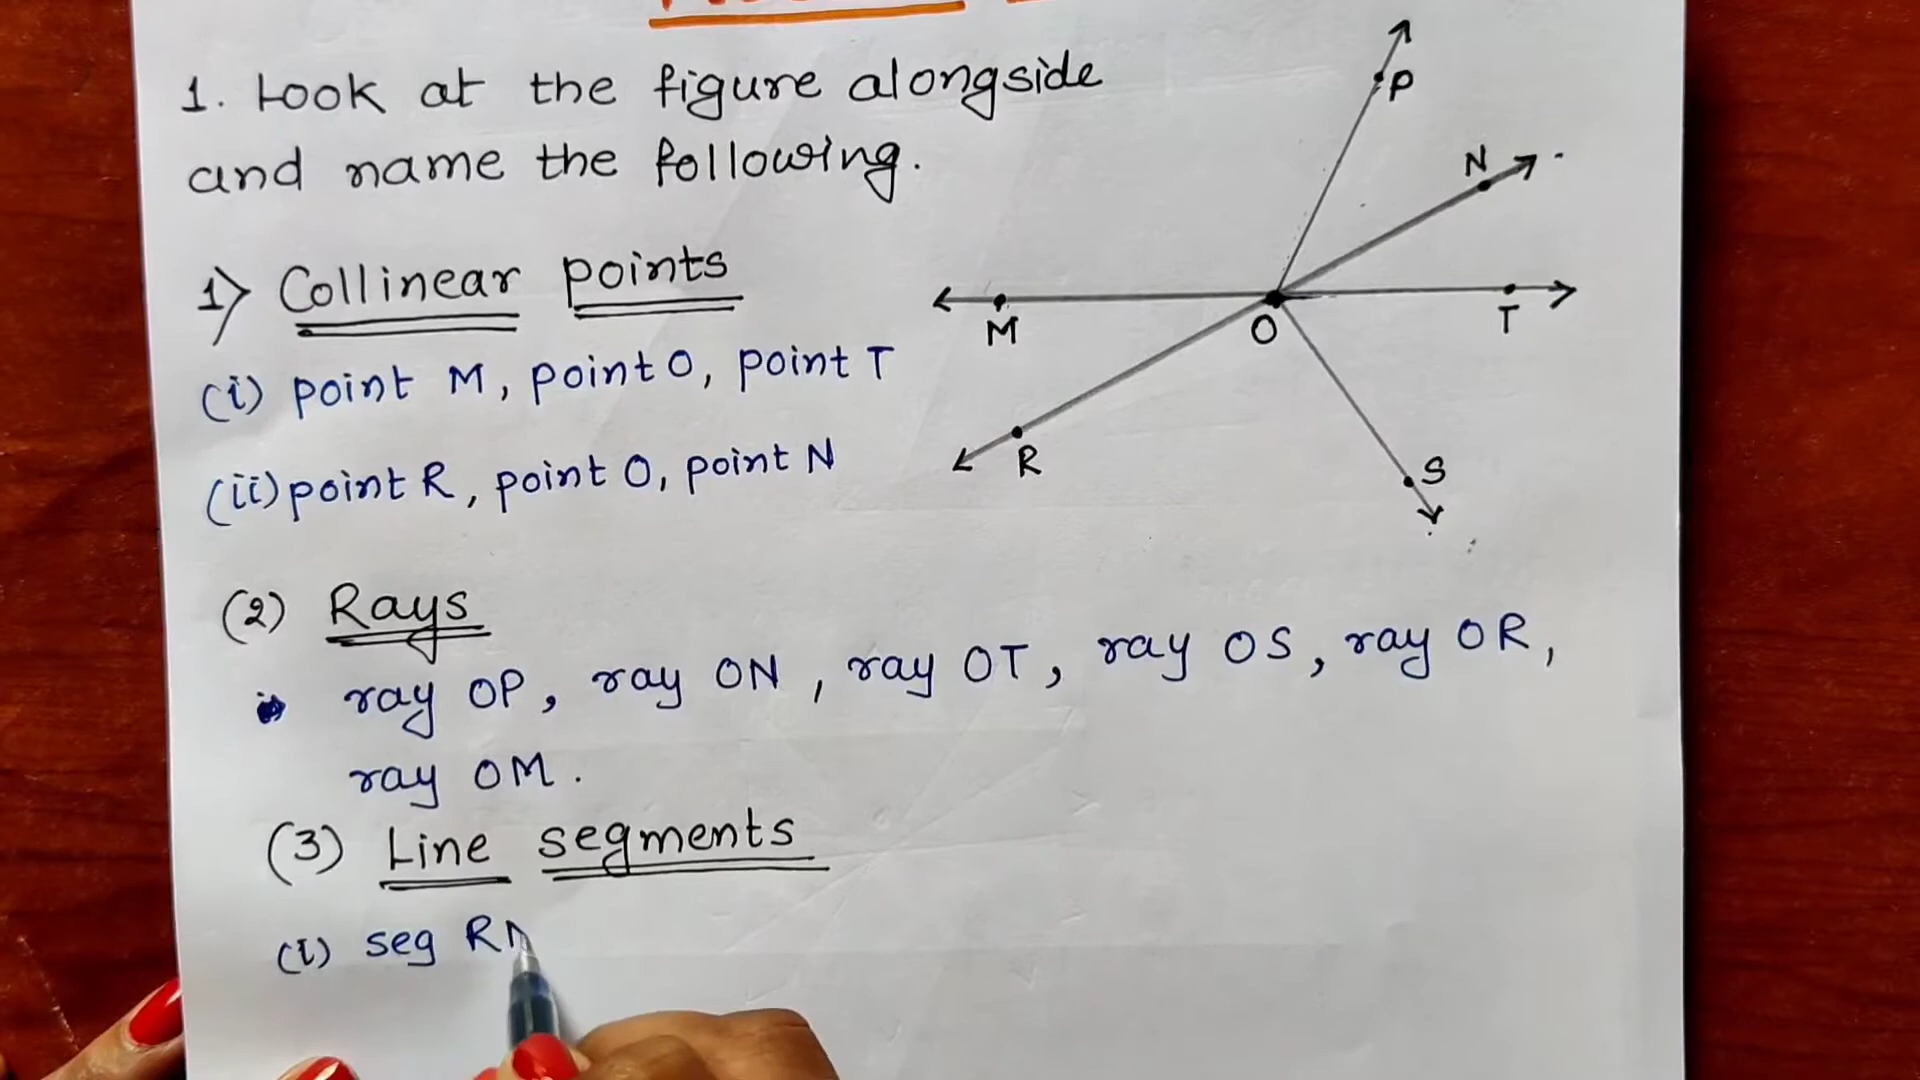 1. Look at the figure alongside
and name the following.
1) Collinear points
(i) point M, point O, point T
(ii) point R, point O, point N
P
N
M
O
T
R
S
(2) Rays
ray OP, ray ON, ray OT, ray OS, ray OR,
ray OM.
(3) Line segments
(i) seg RN